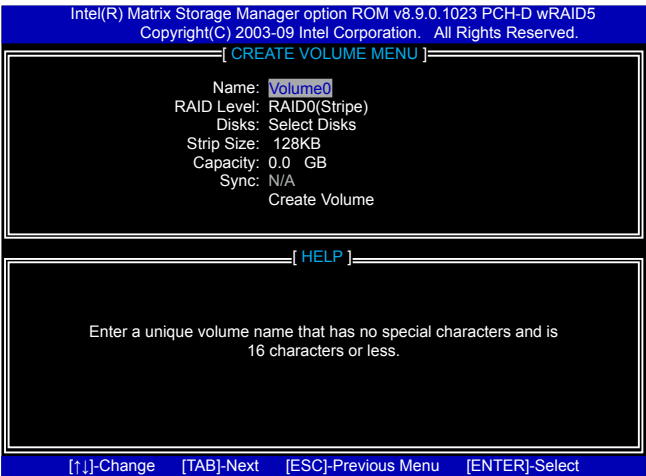 Intel(R) Matrix Storage Manager option ROM v8.9.0.1023 PCH-D wRAID5
Copyright(C) 2003-09 Intel Corporation. All Rights Reserved.
[ CREATE VOLUME MENU ]
Name: Volume0
RAID Level: RAID0(Stripe)
Disks: Select Disks
Strip Size: 128KB
Capacity: 0.0 GB
Sync: N/A
Create Volume
[ HELP ]
Enter a unique volume name that has no special characters and is
16 characters or less.
[↑↓]-Change [TAB]-Next [ESC]-Previous Menu [ENTER]-Select